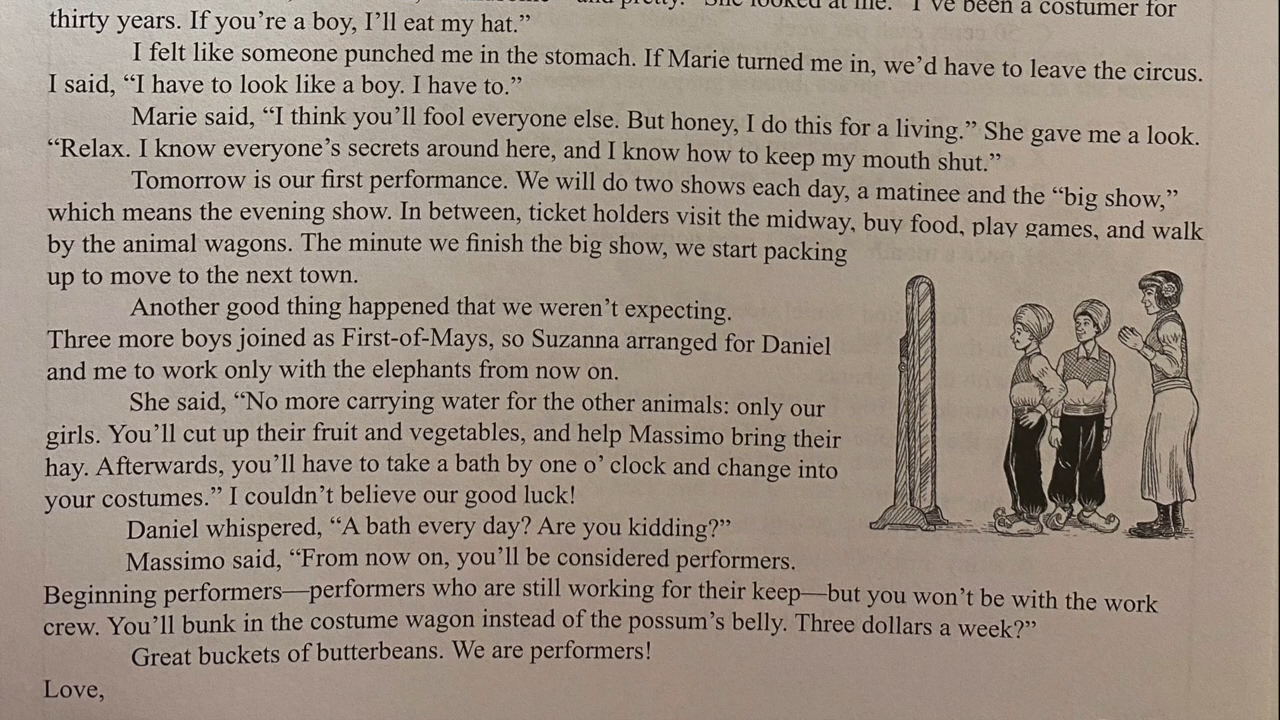 and pretty.” She looked at me. “I’ve been a costumer for
thirty years. If you’re a boy, I’ll eat my hat.”
I felt like someone punched me in the stomach. If Marie turned me in, we’d have to leave the circus.
I said, “I have to look like a boy. I have to.”
Marie said, “I think you’ll fool everyone else. But honey, I do this for a living.” She gave me a look.
“Relax. I know everyone’s secrets around here, and I know how to keep my mouth shut.”
Tomorrow is our first performance. We will do two shows each day, a matinee and the “big show,”
which means the evening show. In between, ticket holders visit the midway, buy food, play games, and walk
by the animal wagons. The minute we finish the big show, we start packing
up to move to the next town.
Another good thing happened that we weren’t expecting.
Three more boys joined as First-of-Mays, so Suzanna arranged for Daniel
and me to work only with the elephants from now on.
She said, “No more carrying water for the other animals: only our
girls. You’ll cut up their fruit and vegetables, and help Massimo bring their
hay. Afterwards, you’ll have to take a bath by one o’ clock and change into
your costumes.” I couldn’t believe our good luck!
Daniel whispered, “A bath every day? Are you kidding?”
Massimo said, “From now on, you’ll be considered performers.
Beginning performers—performers who are still working for their keep—but you won’t be with the work
crew. You’ll bunk in the costume wagon instead of the possum’s belly. Three dollars a week?”
Great buckets of butterbeans. We are performers!
Love,